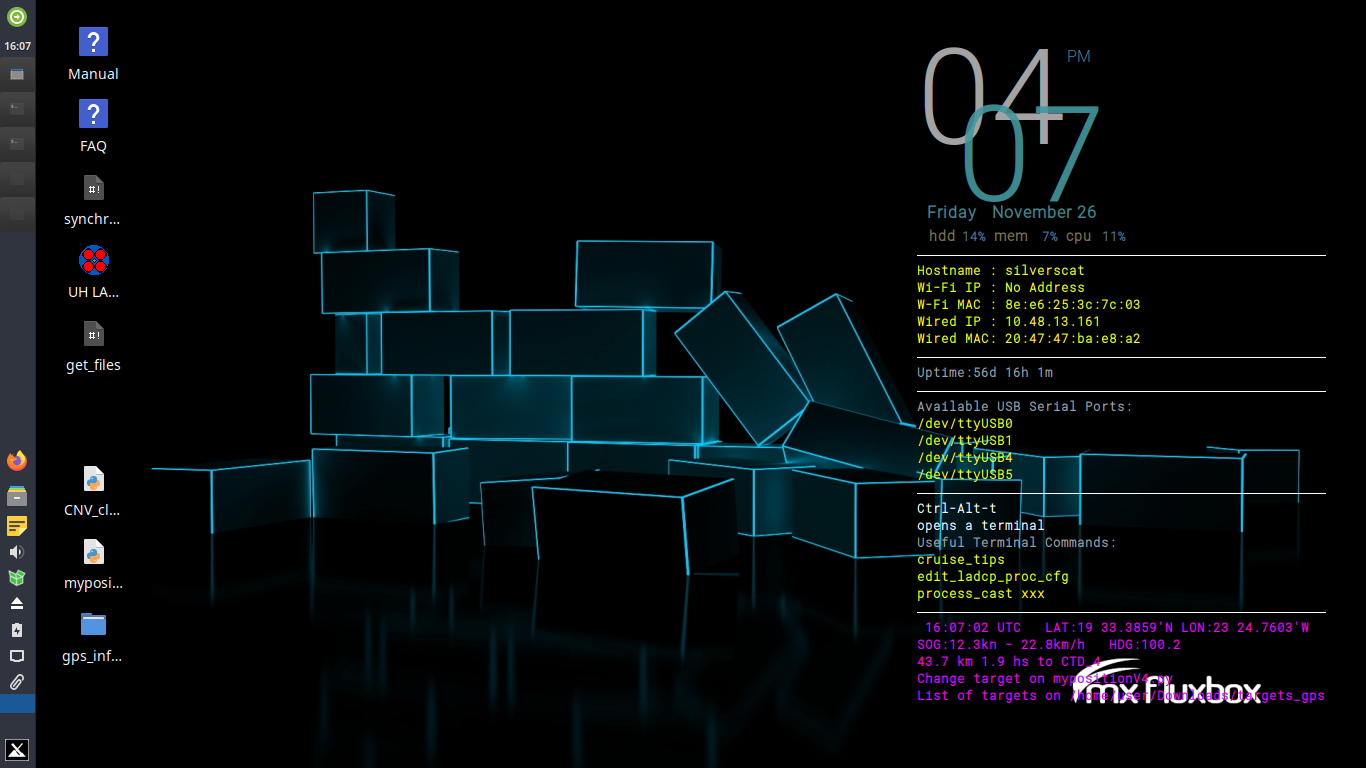 16:07
Manual
FAQ
synchr...
UH LA...
get_files
CNV_cl...
myposi...
gps_inf...
04 PM
07
Friday November 26
hdd 14% mem 7% cpu 11%
Hostname : silverscat
Wi-Fi IP : No Address
W-Fi MAC : 8e:e6:25:3c:7c:03
Wired IP : 10.48.13.161
Wired MAC: 20:47:47:ba:e8:a2
Uptime:56d 16h 1m
Available USB Serial Ports:
/dev/ttyUSB0
/dev/ttyUSB1
/dev/ttyUSB4
/dev/ttyUSB5
Ctrl-Alt-t
opens a terminal
Useful Terminal Commands:
cruise_tips
edit_ladcp_proc_cfg
process_cast xxx
16:07:02 UTC LAT:19 33.3859'N LON:23 24.7603'W
SOG:12.3kn - 22.8km/h HDG:100.2
43.7 km 1.9 hs to CTD_4
Change target on mypositionV4.py
List of targets on /home/user/Downloads/targets_gps
mx fluxbox